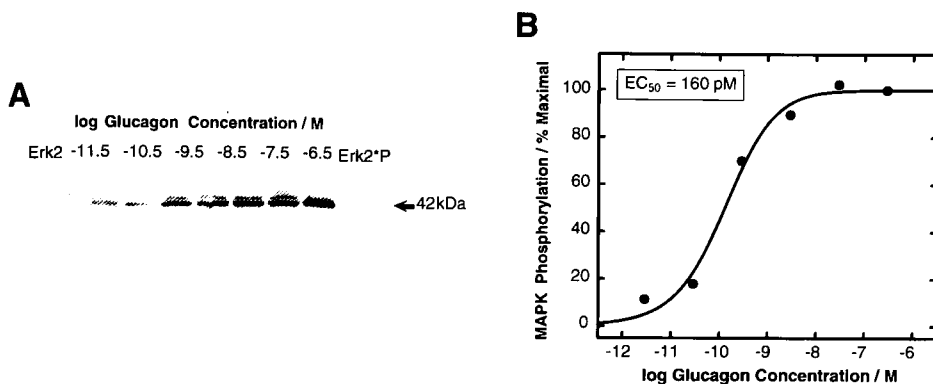 A
log Glucagon Concentration / M
Erk2 -11.5 -10.5 -9.5 -8.5 -7.5 -6.5 Erk2*P
42kDa
B
EC50 = 160 pM
MAPK Phosphorylation / % Maximal
100
80
60
40
20
0
-12 -11 -10 -9 -8 -7 -6
log Glucagon Concentration / M